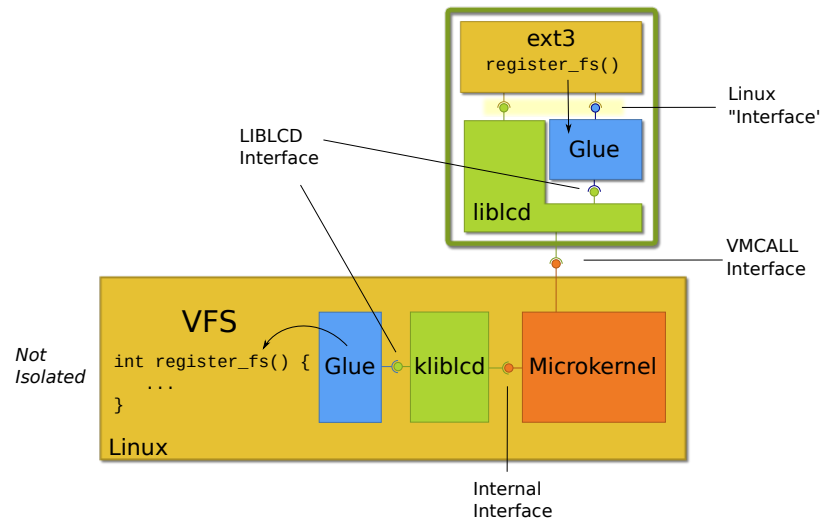 ext3
register_fs()
Linux
"Interface'
LIBLCD
Interface
Glue
liblcd
VMCALL
Interface
VFS
Not
Isolated
int register_fs() {
...
}
Glue
kliblcd
Microkernel
Linux
Internal
Interface